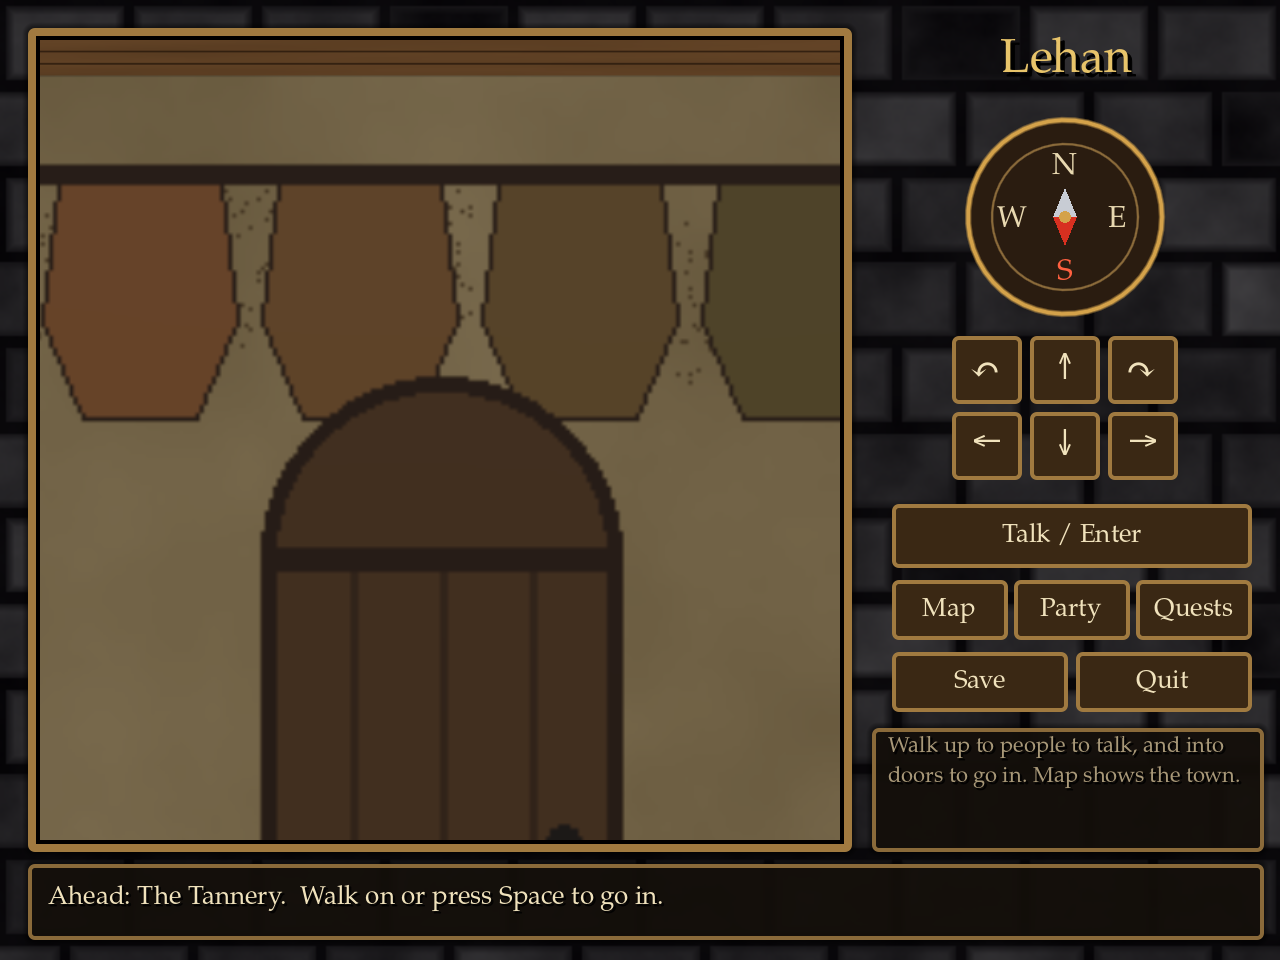 Lehan
N
W E
S
Talk / Enter
Map Party Quests
Save Quit
Walk up to people to talk, and into
doors to go in. Map shows the town.
Ahead: The Tannery. Walk on or press Space to go in.